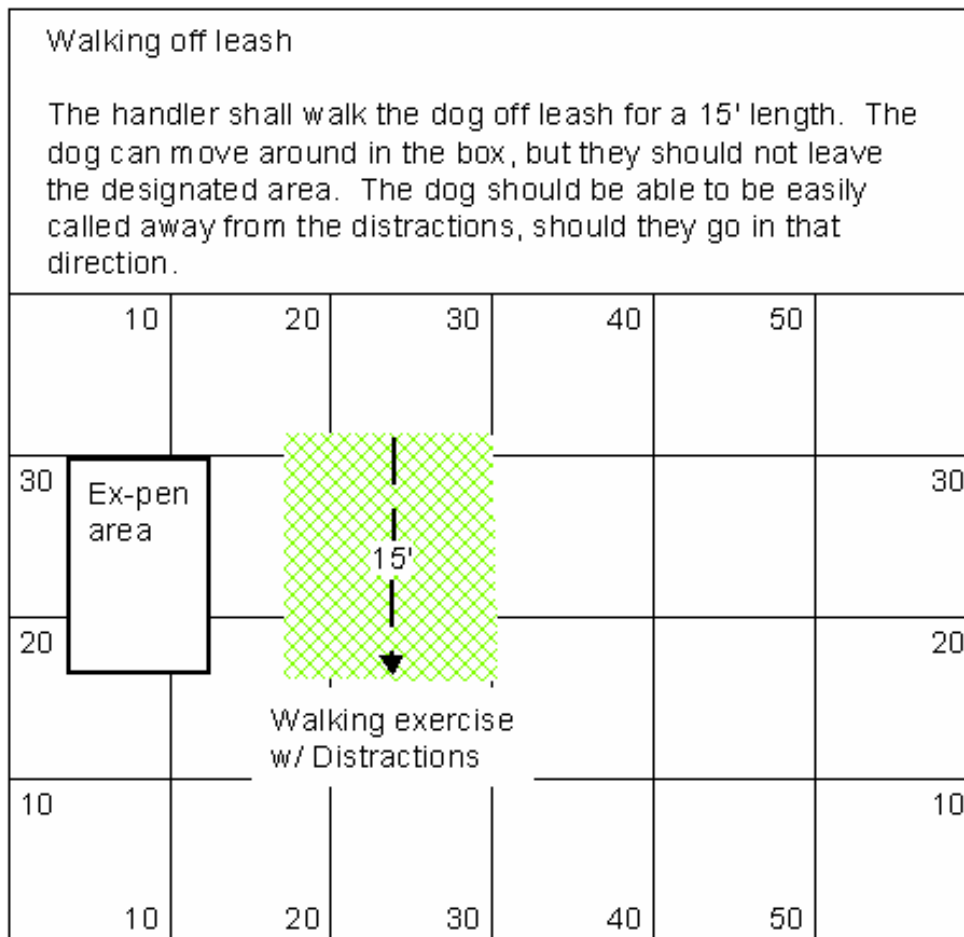 Walking off leash
The handler shall walk the dog off leash for a 15' length. The
dog can move around in the box, but they should not leave
the designated area. The dog should be able to be easily
called away from the distractions, should they go in that
direction.
10 20 30 40 50
30 Ex-pen 30
area
15'
20 20
Walking exercise
w/ Distractions
10 10
10 20 30 40 50